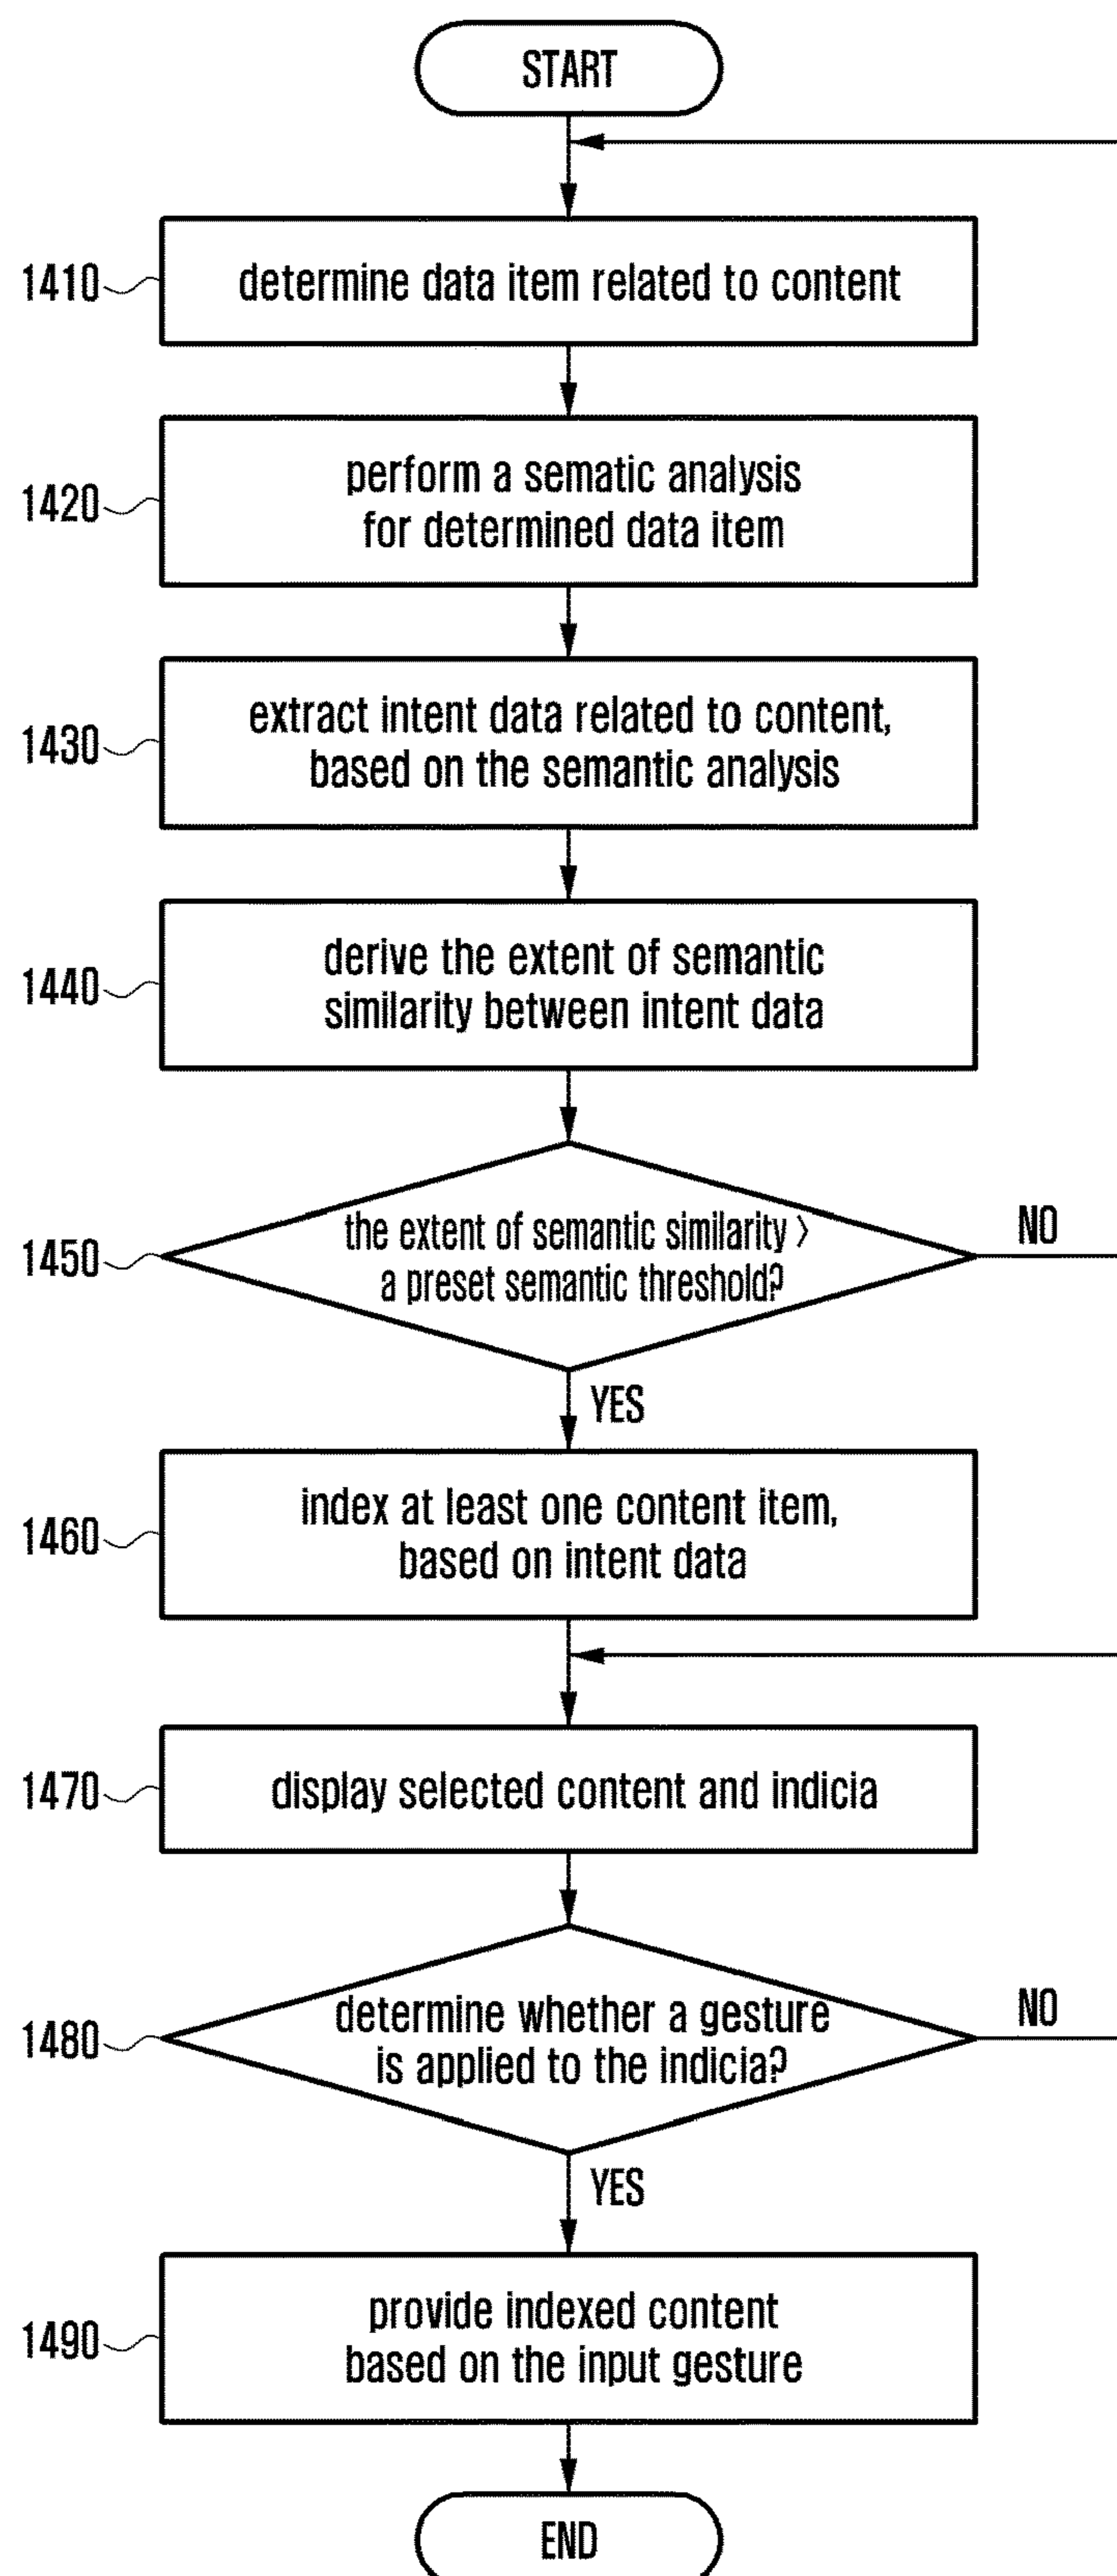 START
1410
determine data item related to content
1420
perform a sematic analysis
for determined data item
1430
extract intent data related to content,
based on the semantic analysis
1440
derive the extent of semantic
similarity between intent data
1450
the extent of semantic similarity >
a preset semantic threshold?
NO
YES
1460
index at least one content item,
based on intent data
1470
display selected content and indicia
1480
determine whether a gesture
is applied to the indicia?
NO
YES
1490
provide indexed content
based on the input gesture
END